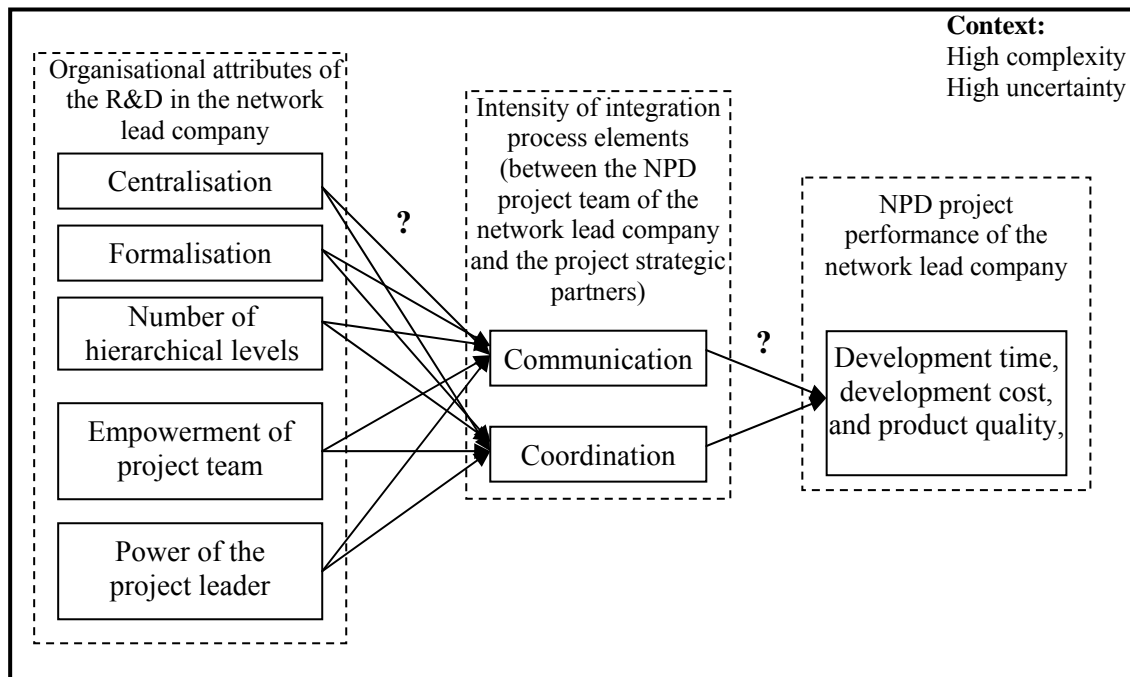 Context:
High complexity
High uncertainty
Organisational attributes of
the R&D in the network
lead company
Centralisation
Formalisation
Number of
hierarchical levels
Empowerment of
project team
Power of the
project leader
?
Intensity of integration
process elements
(between the NPD
project team of the
network lead company
and the project strategic
partners)
Communication
Coordination
?
NPD project
performance of the
network lead company
Development time,
development cost,
and product quality,